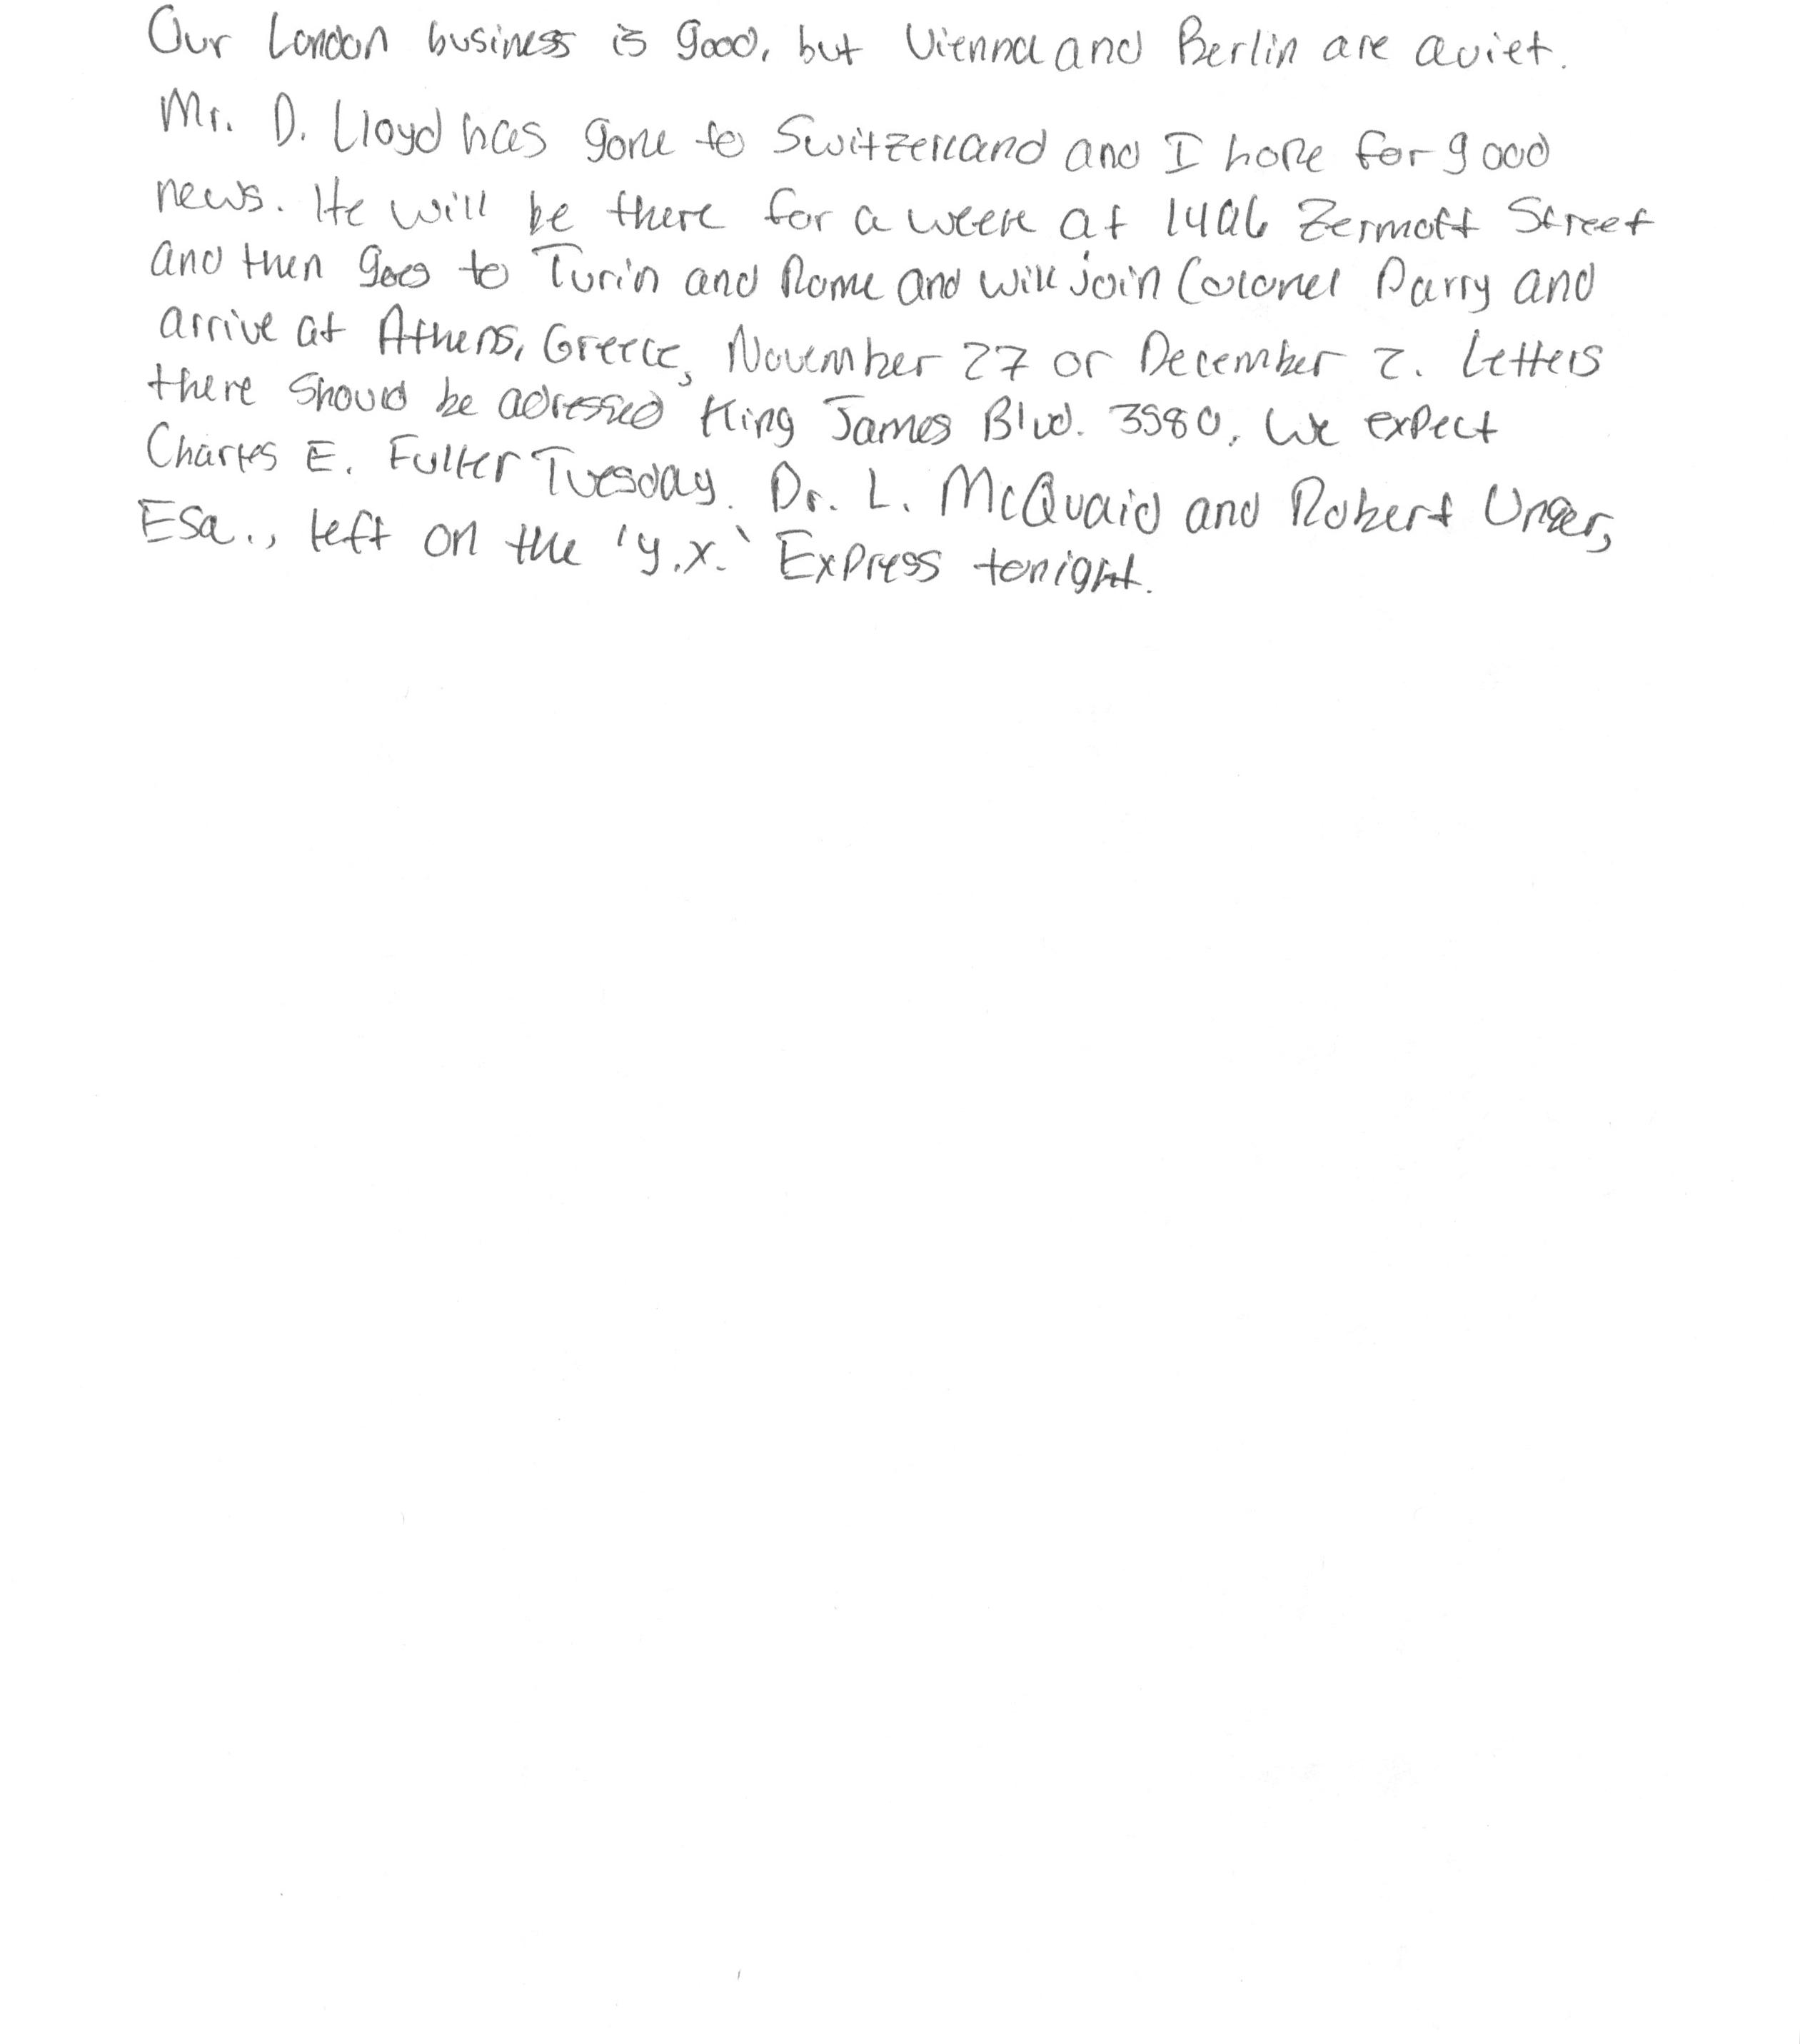 Our London business is good, but Vienna and Berlin are quiet.
Mr. D. Lloyd has gone to Switzerland and I hope for good
news. He will be there for a week at 1496 Zermott Street
and then goes to Turin and Rome and will join Colonel Parry and
arrive at Athens, Greece, November 27 or December 2. Letters
there should be adressed King James Blvd. 3580. We expect
Charles E. Fuller Tuesday. Dr. L. McQuaid and Robert Unger,
Esq., left on the 'y.x.' Express tonight.